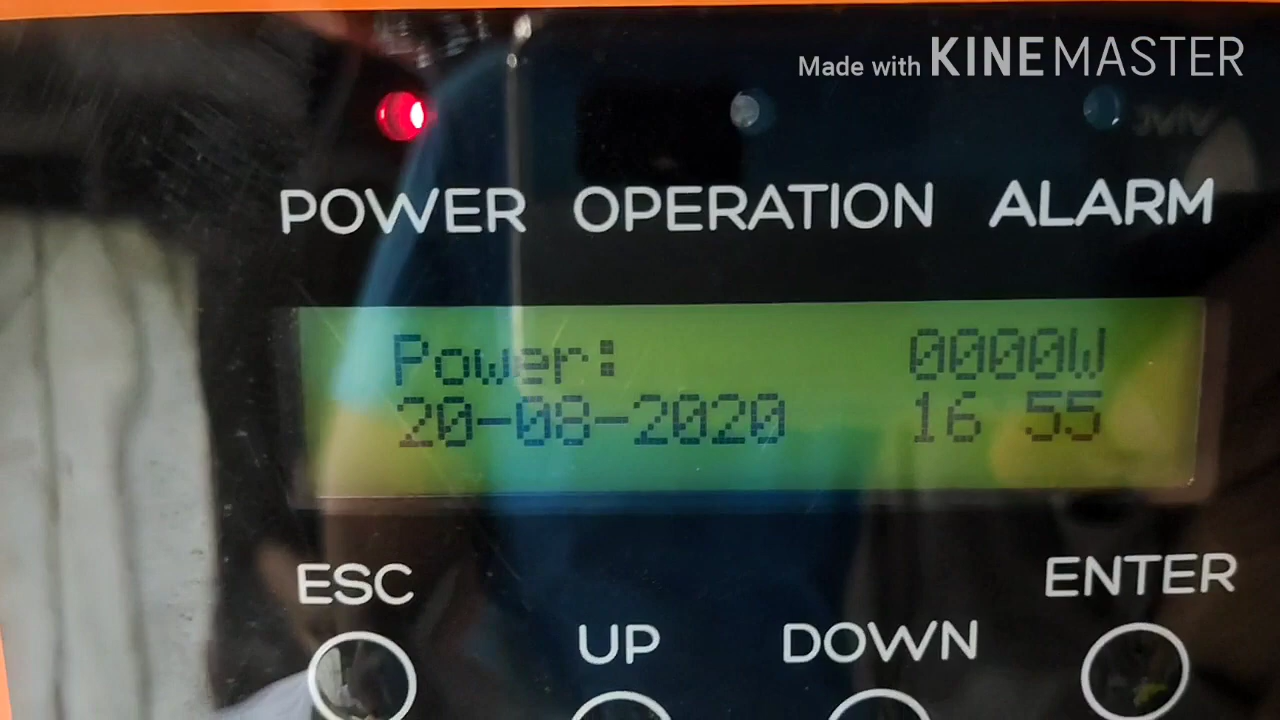 Made with KINEMASTER
POWER OPERATION ALARM
Power: 0000W
20-08-2020 16 55
ESC ENTER
UP DOWN